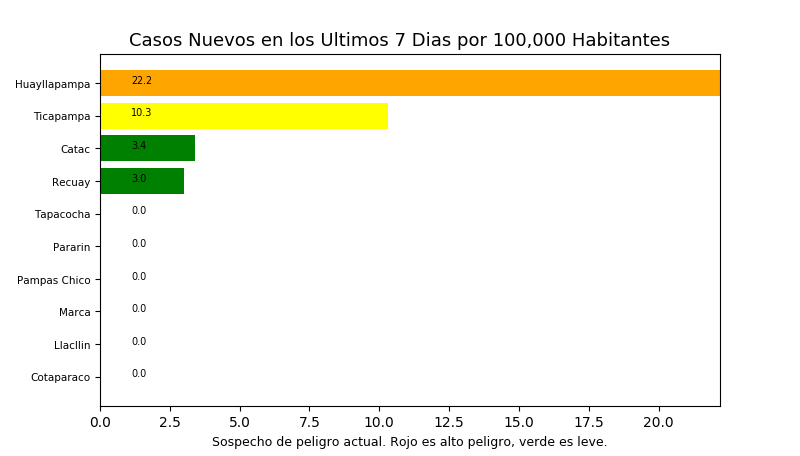 Casos Nuevos en los Ultimos 7 Dias por 100,000 Habitantes
Huayllapampa 22.2
Ticapampa 10.3
Catac 3.4
Recuay 3.0
Tapacocha 0.0
Pararin 0.0
Pampas Chico 0.0
Marca 0.0
Llacllin 0.0
Cotaparaco 0.0
0.0 2.5 5.0 7.5 10.0 12.5 15.0 17.5 20.0
Sospecho de peligro actual. Rojo es alto peligro, verde es leve.